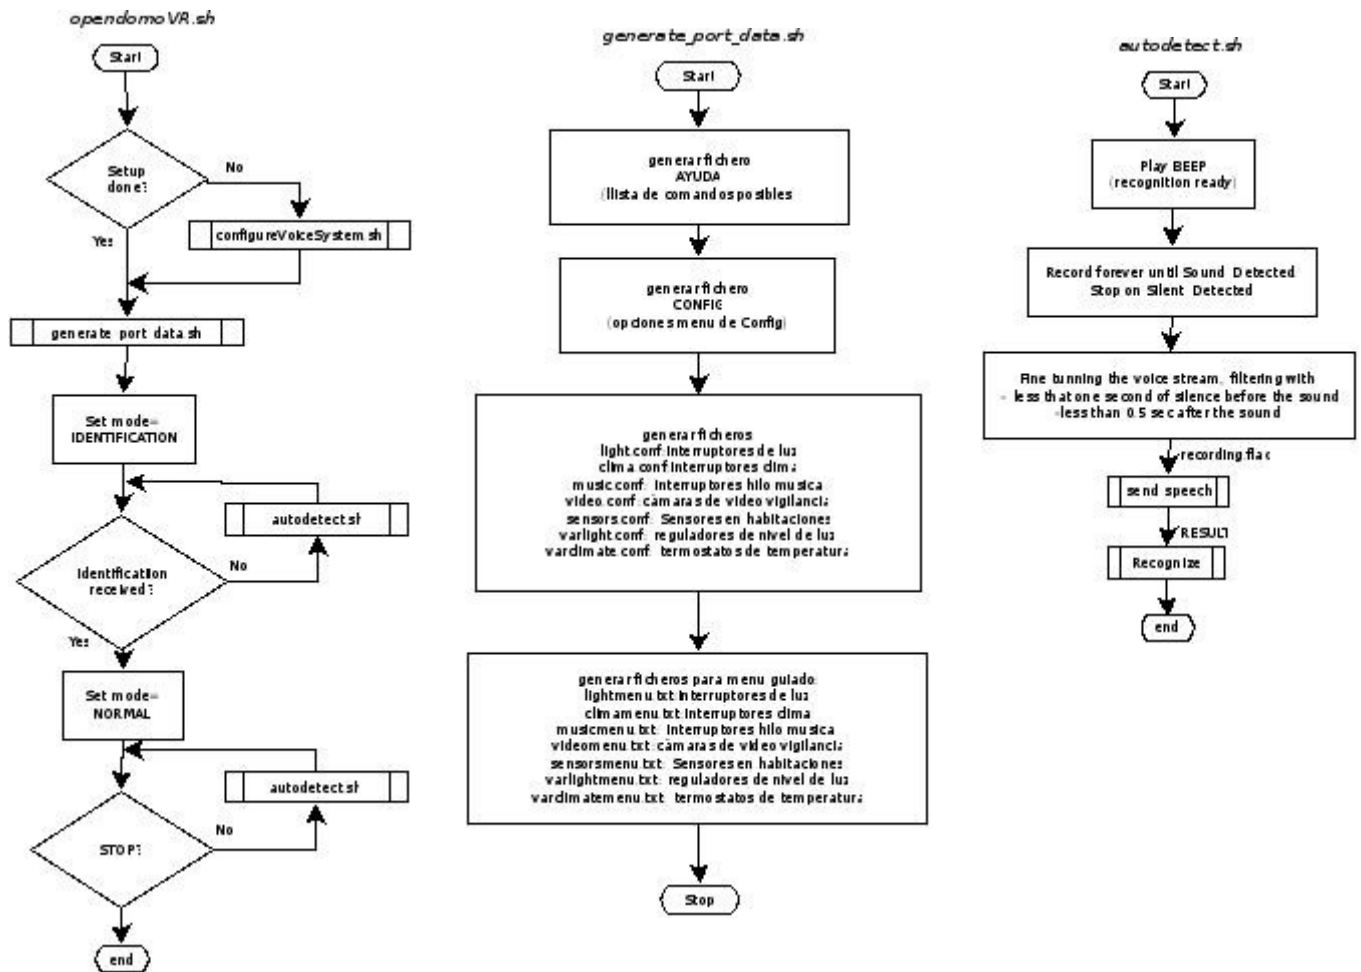 opendomoVR.sh
Start
Setup
done?
No
Yes
configureVoiceSystem.sh
generate port data.sh
Set mode=
IDENTIFICATION
autodetect.sh
Identification
received?
No
Yes
Set mode=
NORMAL
autodetect.sh
STOP?
No
end
generate_port_data.sh
Start
generar fichero
AYUDA
(llista de comandos posibles
generar fichero
CONFIG
(opciones menu de Config)
generar ficheros
light.conf:interruptores de luz
clima.conf:interruptores clima
music.conf: interruptores hilo musical
video.conf:cámaras de video vigilancia
sensors.conf: Sensores en habitaciones
varlight.conf: reguladores de nivel de luz
varclimate.conf: termostatos de temperatura
generar ficheros para menu guiado:
lightmenu.txt:interruptores de luz
climamenu.txt:interruptores clima
musicmenu.txt: interruptores hilo musical
videomenu.txt:cámaras de video vigilancia
sensorsmenu.txt: Sensores en habitaciones
varlightmenu.txt: reguladores de nivel de luz
varclimatemenu.txt: termostatos de temperatura
Stop
autodetect.sh
Start
Play BEEP
(recognition ready)
Record forever until Sound Detected
Stop on Silent Detected
Fine tunning the voice stream, filtering with
- less that one second of silence before the sound
-less than 0.5 sec after the sound
recording.flac
send speech
RESULT
Recognize
end